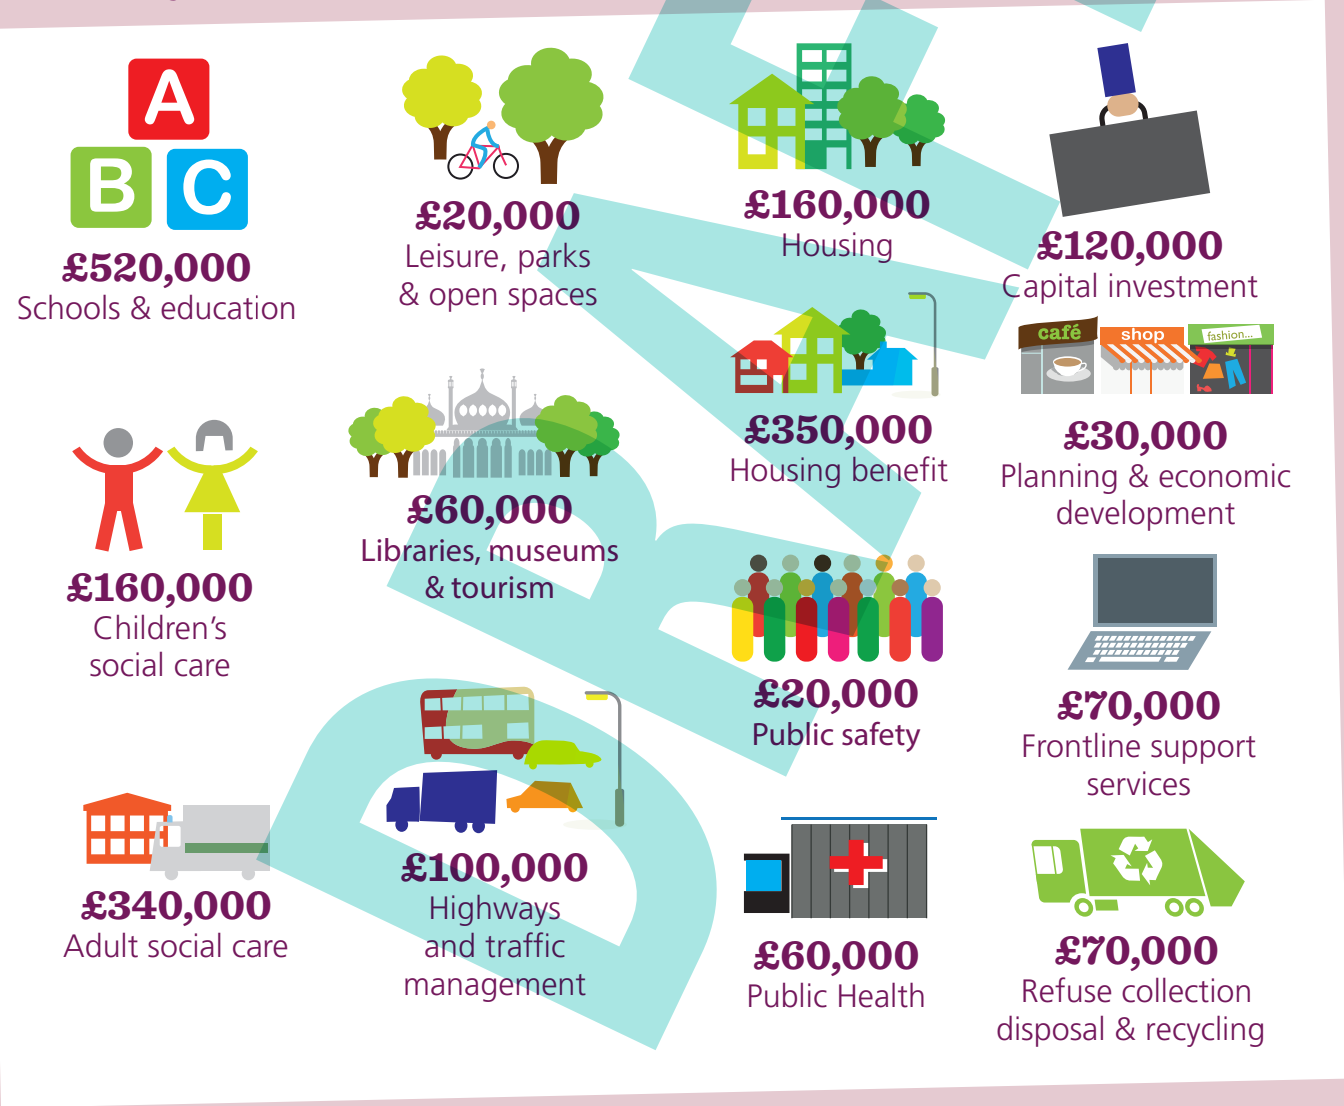 A
B C
£520,000
Schools & education
£160,000
Children’s
social care
£340,000
Adult social care
£20,000
Leisure, parks
& open spaces
£60,000
Libraries, museums
& tourism
£100,000
Highways
and traffic
management
£160,000
Housing
£350,000
Housing benefit
£20,000
Public safety
£60,000
Public Health
£120,000
Capital investment
café
shop
fashion...
£30,000
Planning & economic
development
£70,000
Frontline support
services
£70,000
Refuse collection
disposal & recycling